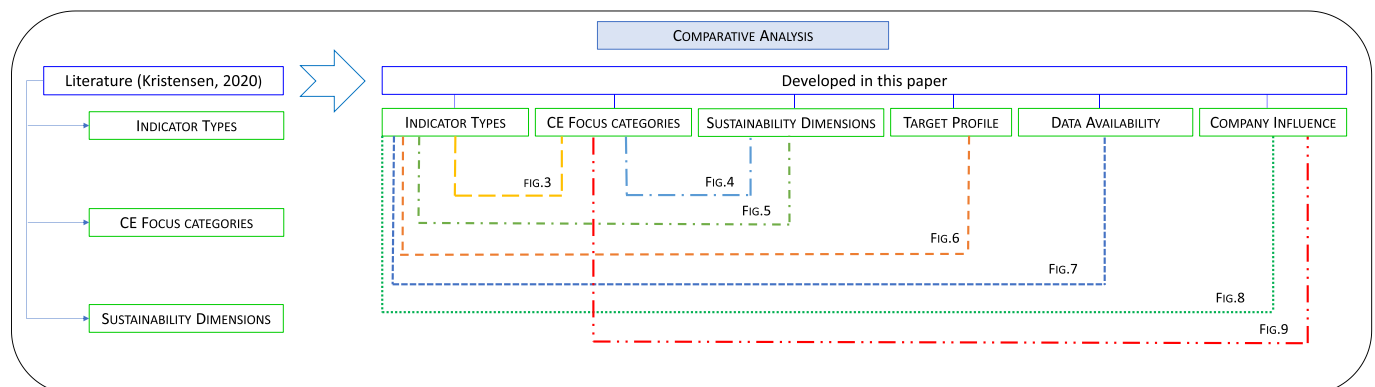 COMPARATIVE ANALYSIS
Literature (Kristensen, 2020)
Developed in this paper
INDICATOR TYPES
CE FOCUS CATEGORIES
SUSTAINABILITY DIMENSIONS
INDICATOR TYPES
CE FOCUS CATEGORIES
SUSTAINABILITY DIMENSIONS
TARGET PROFILE
DATA AVAILABILITY
COMPANY INFLUENCE
FIG.3
FIG.4
FIG.5
FIG.6
FIG.7
FIG.8
FIG.9